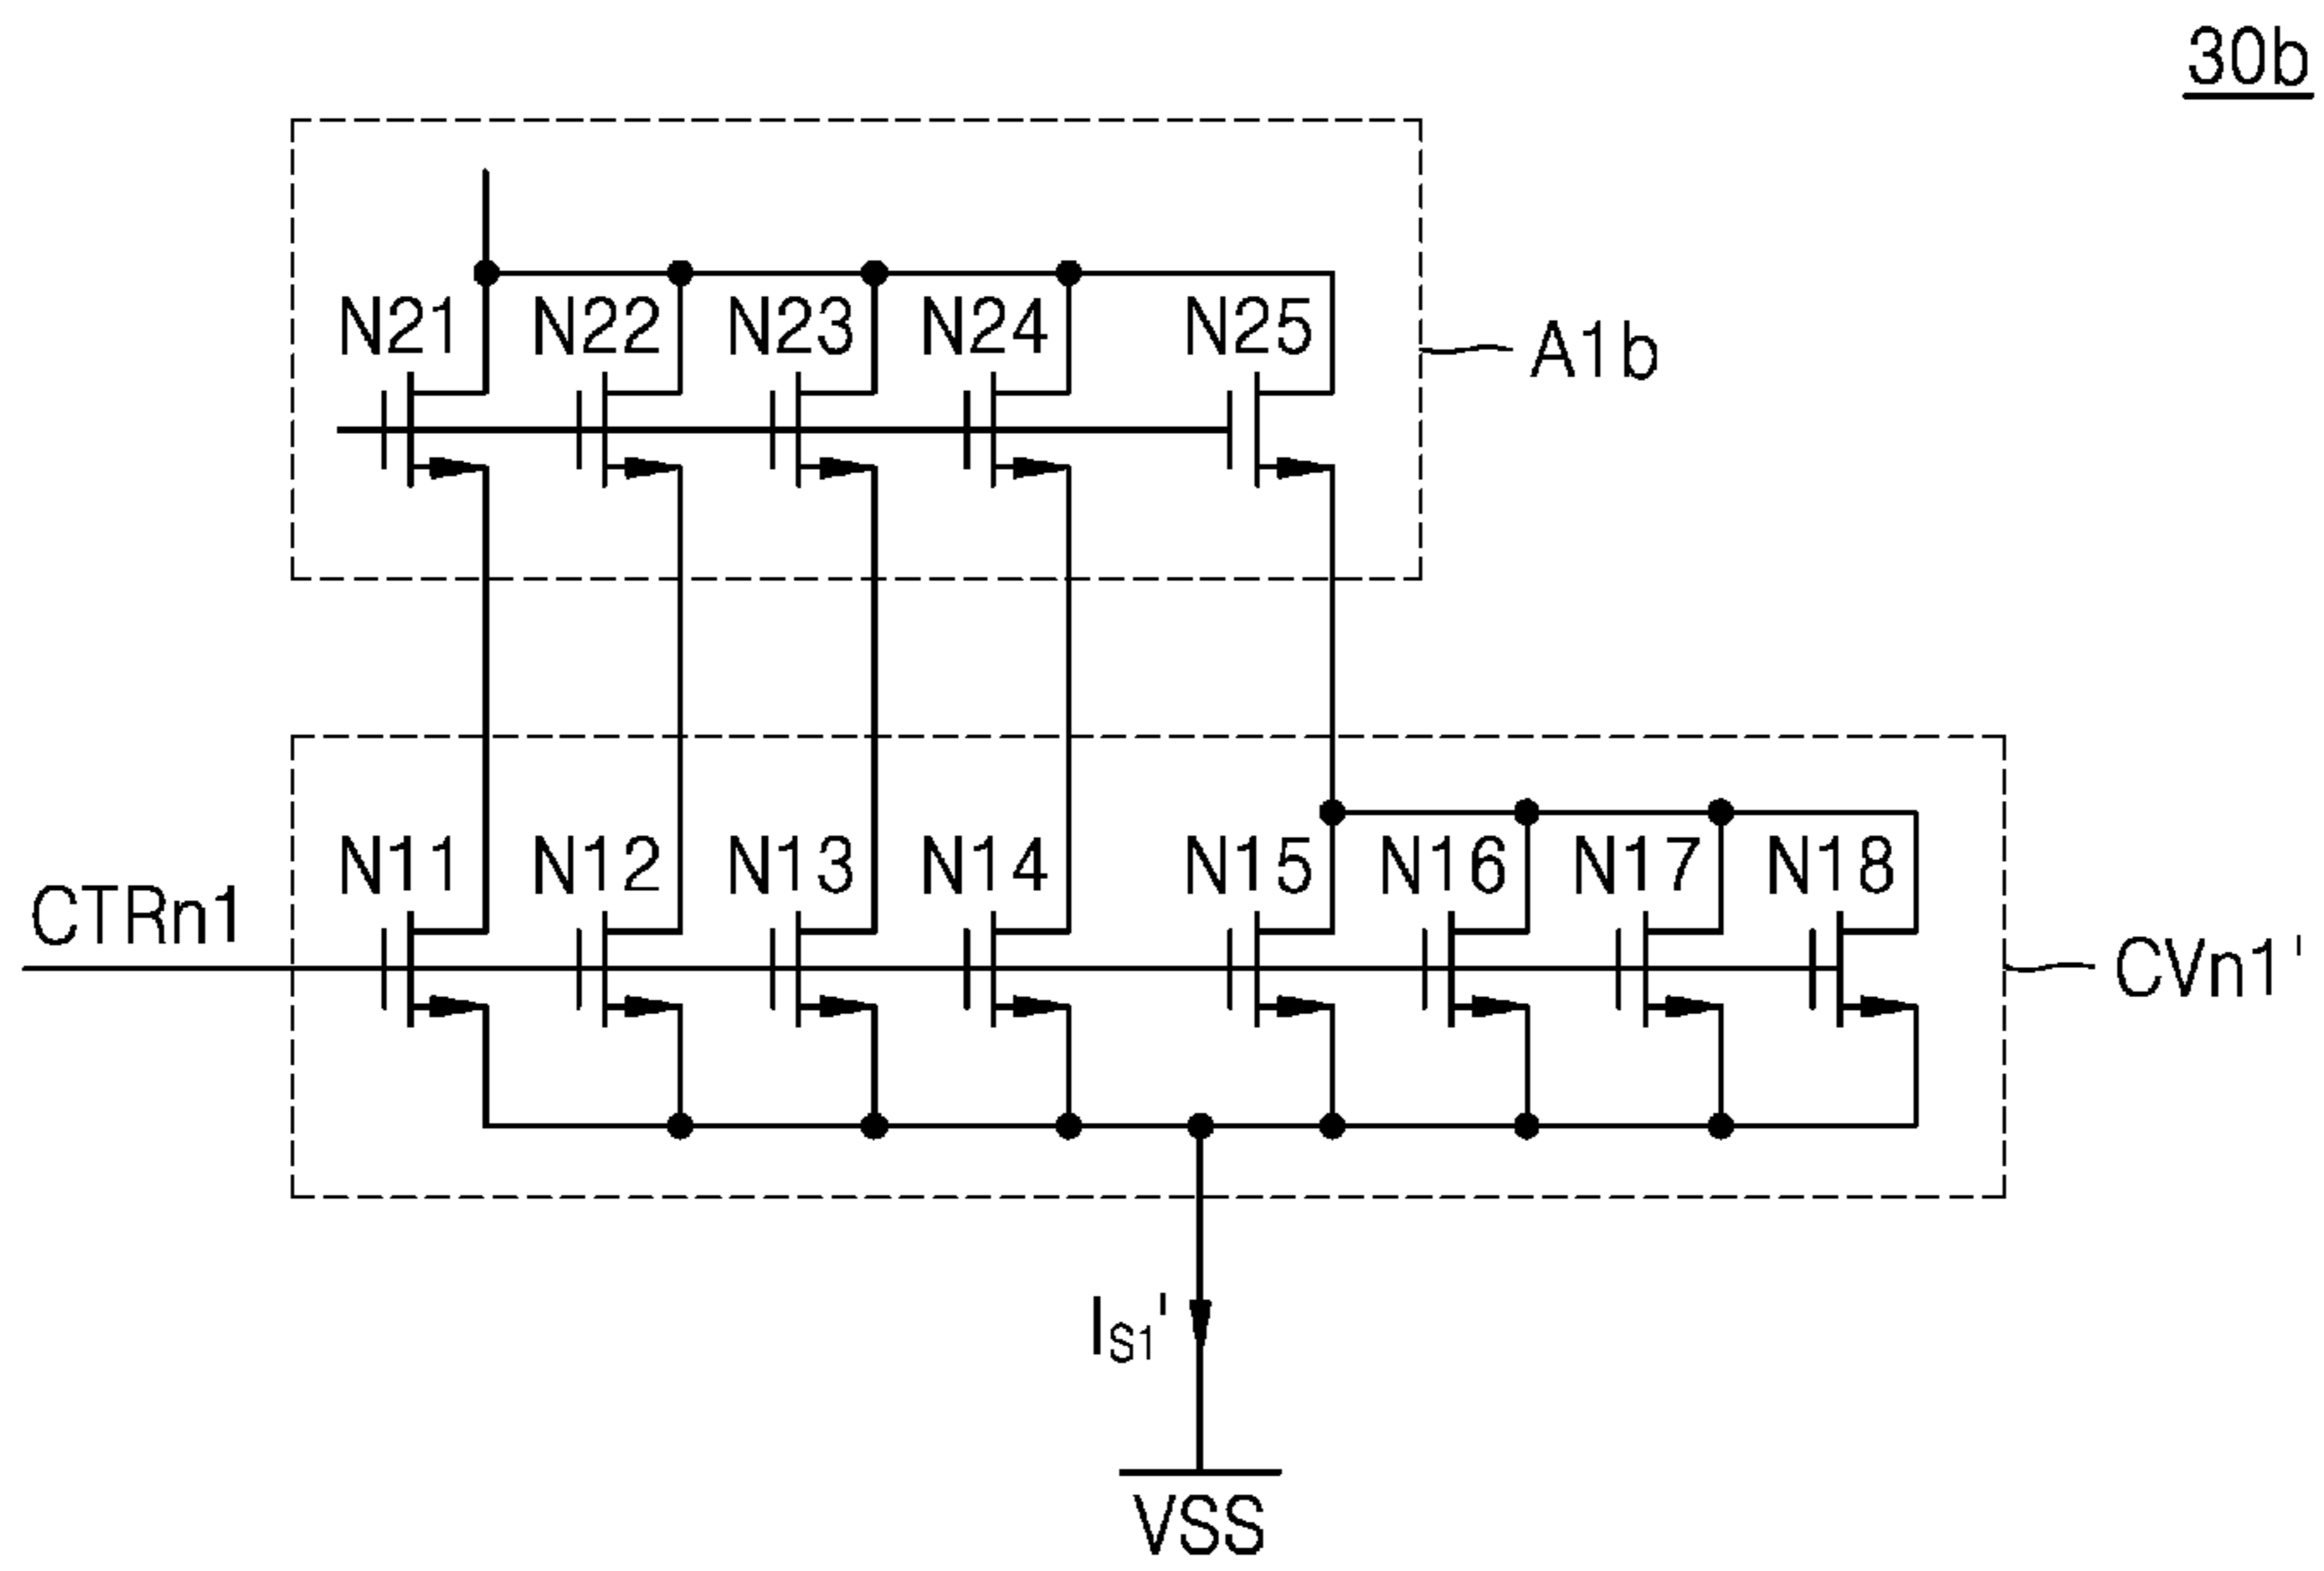 30b
N21 N22 N23 N24 N25
A1b
N11 N12 N13 N14 N15 N16 N17 N18
CTRn1
CVn1'
IS1'
VSS